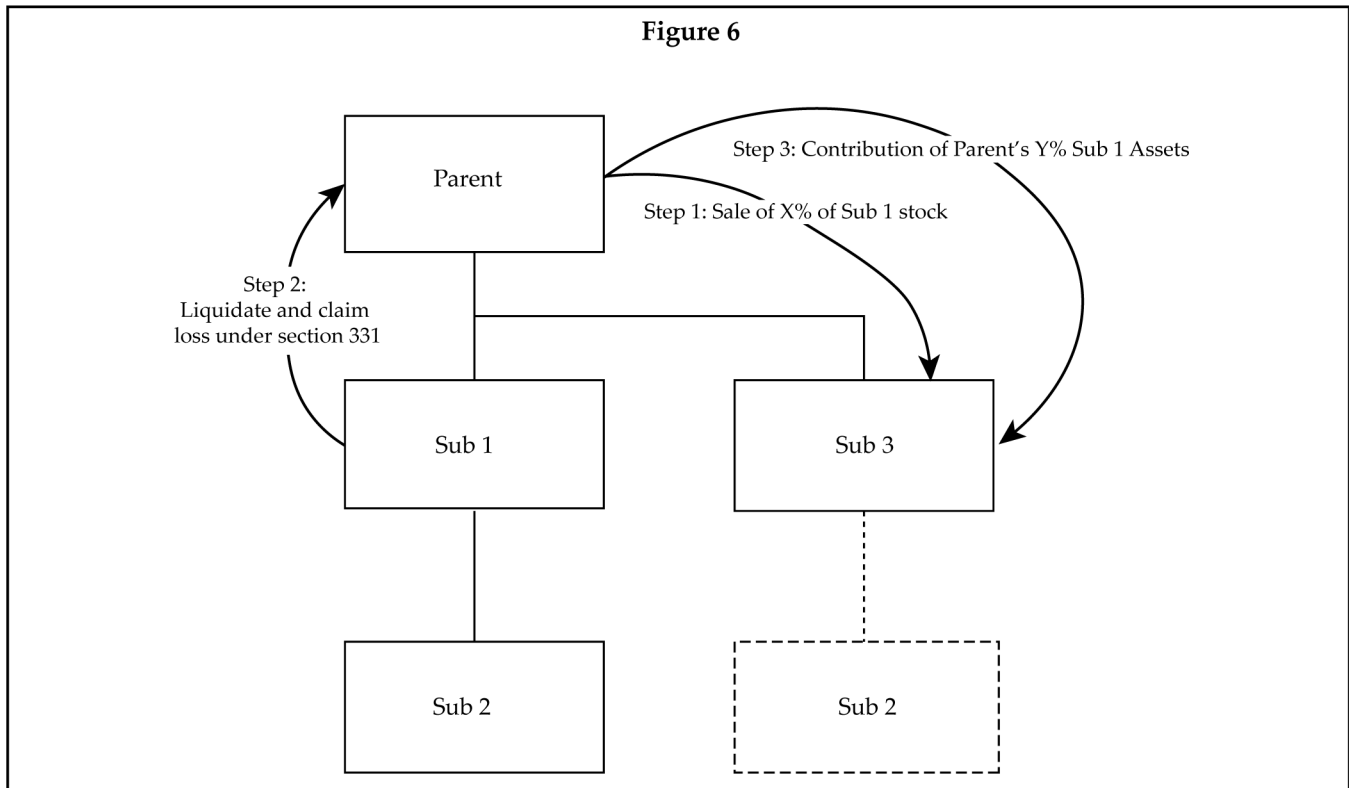 Figure 6
Parent
Step 3: Contribution of Parent's Y% Sub 1 Assets
Step 1: Sale of X% of Sub 1 stock
Step 2:
Liquidate and claim
loss under section 331
Sub 1
Sub 3
Sub 2
Sub 2